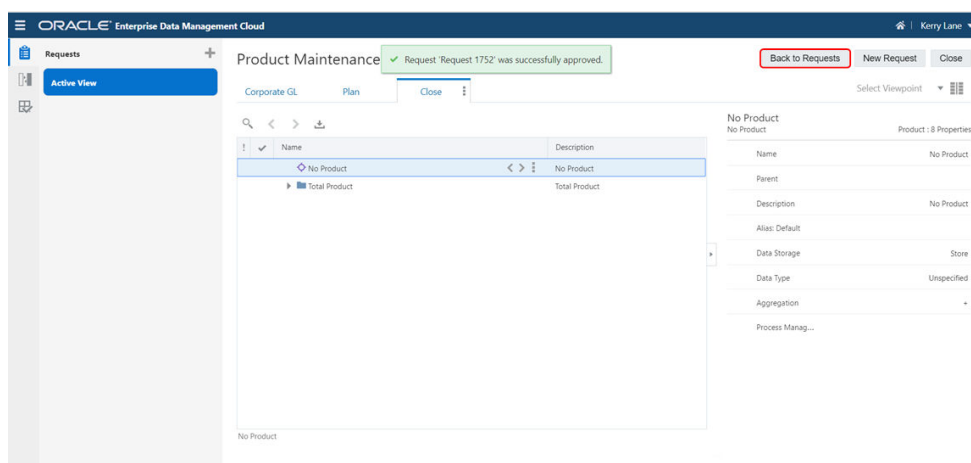 ORACLE Enterprise Data Management Cloud
Kerry Lane
Requests
Active View
Product Maintenance
Request 'Request 1752' was successfully approved.
Back to Requests
New Request
Close
Corporate GL
Plan
Close
Select Viewpoint
Name
Description
No Product
No Product
Total Product
Total Product
No Product
No Product
Product : 8 Properties
Name
No Product
Parent
Description
No Product
Alias: Default
Data Storage
Store
Data Type
Unspecified
Aggregation
+
Process Manag...
No Product